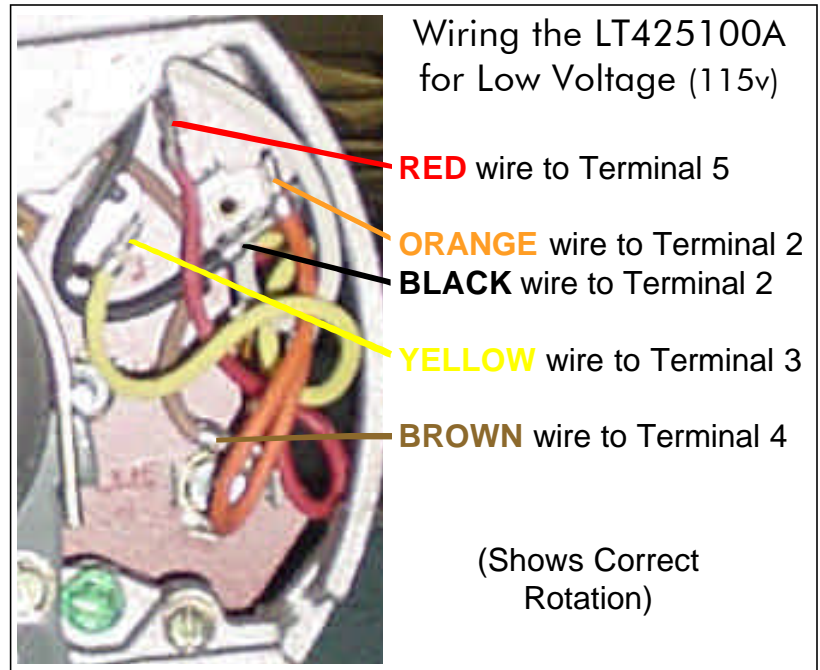 Wiring the LT425100A
for Low Voltage (115v)
RED wire to Terminal 5
ORANGE wire to Terminal 2
BLACK wire to Terminal 2
YELLOW wire to Terminal 3
BROWN wire to Terminal 4
(Shows Correct
Rotation)